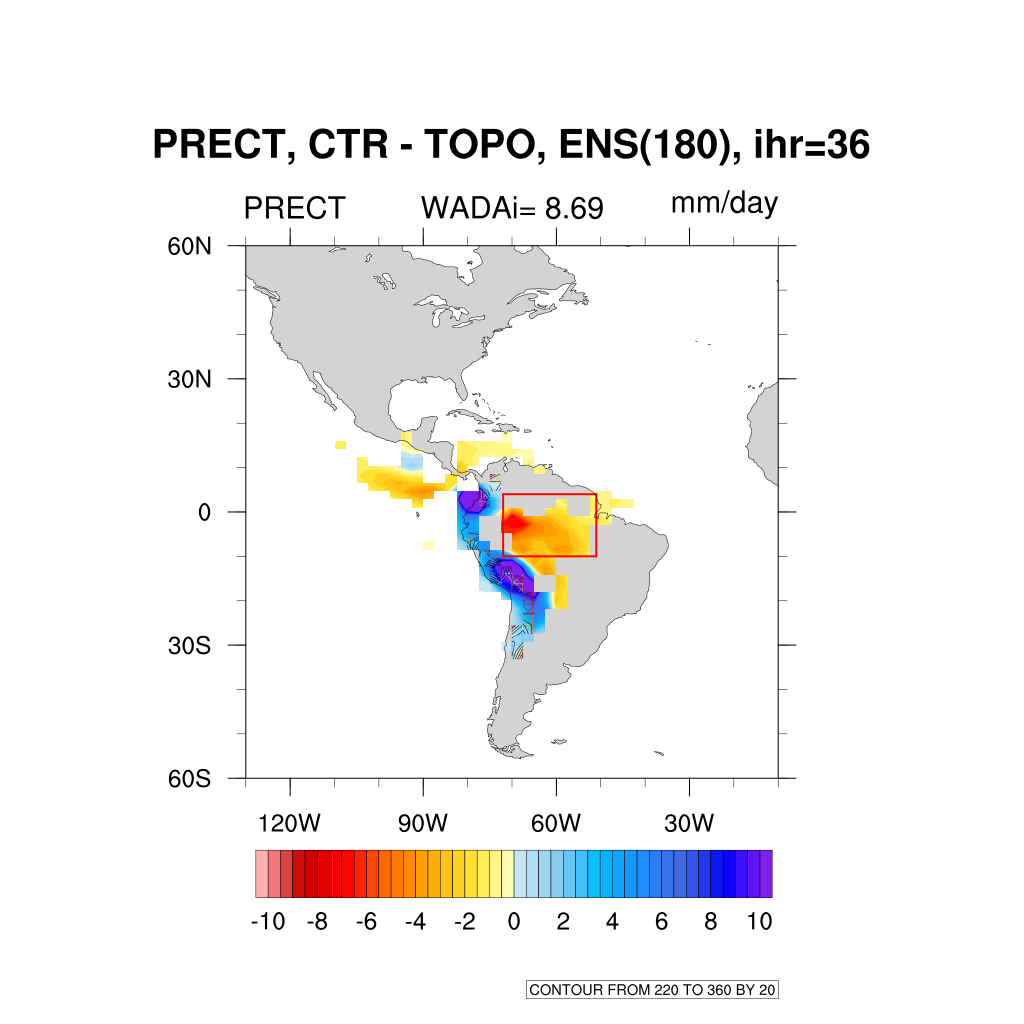 PRECT, CTR - TOPO, ENS(180), ihr=36
PRECT WADAi= 8.69 mm/day
60N
30N
0
30S
60S
120W 90W 60W 30W
-10 -8 -6 -4 -2 0 2 4 6 8 10
CONTOUR FROM 220 TO 360 BY 20